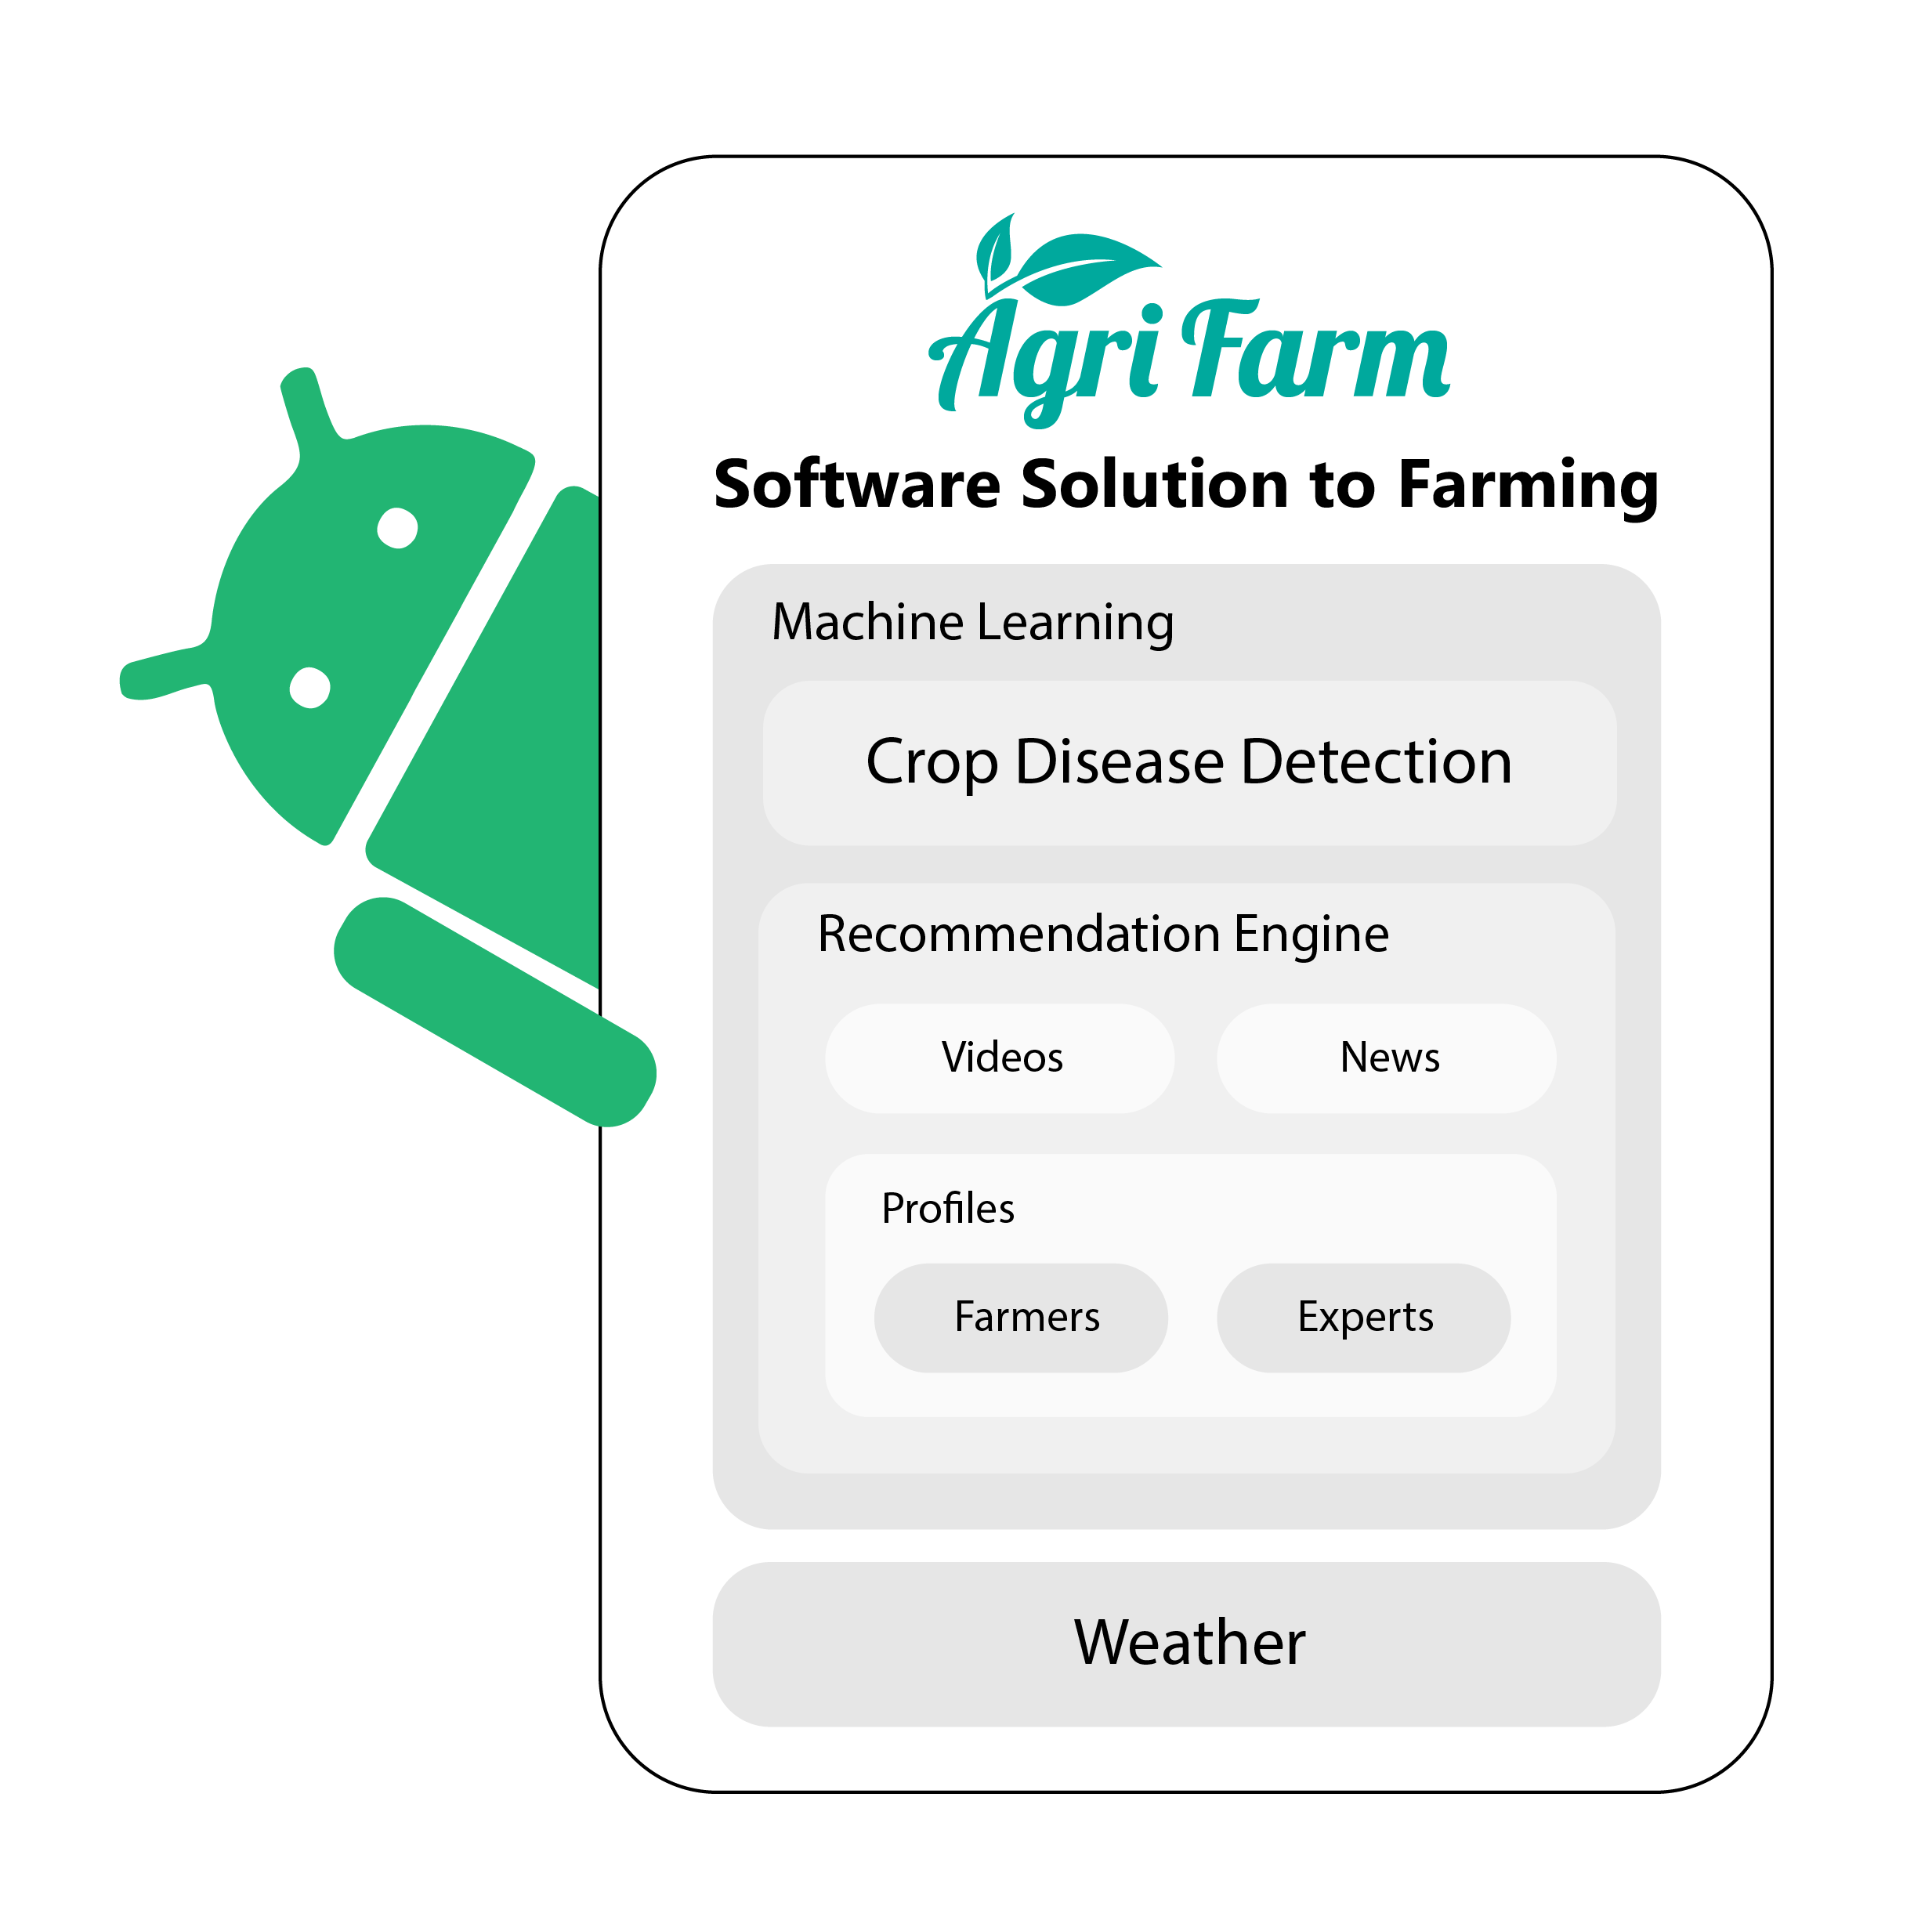 Agri Farm
Software Solution to Farming
Machine Learning
Crop Disease Detection
Recommendation Engine
Videos
News
Profiles
Farmers
Experts
Weather